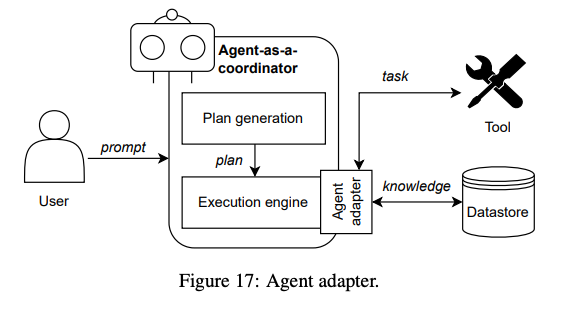 Agent-as-a-
coordinator
task
Tool
Plan generation
prompt
plan
User
Execution engine
Agent
adapter
knowledge
Datastore
Figure 17: Agent adapter.